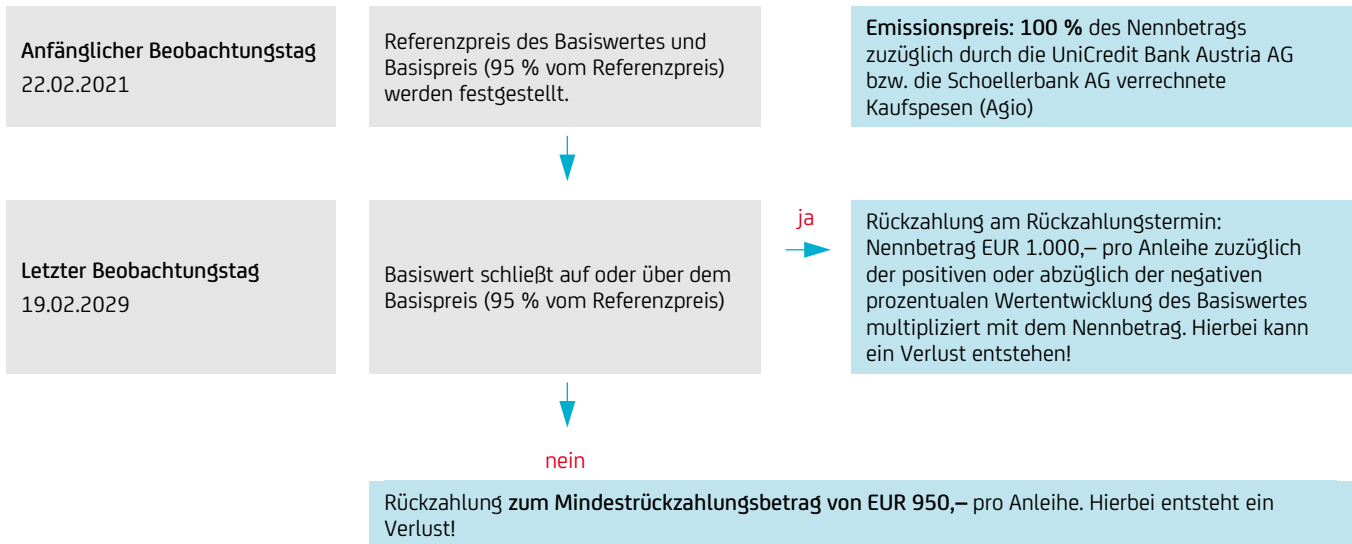 Anfänglicher Beobachtungstag
22.02.2021
Referenzpreis des Basiswertes und
Basispreis (95 % vom Referenzpreis)
werden festgestellt.
Emissionspreis: 100 % des Nennbetrags
zuzüglich durch die UniCredit Bank Austria AG
bzw. die Schoellerbank AG verrechnete
Kaufspesen (Agio)
Letzter Beobachtungstag
19.02.2029
Basiswert schließt auf oder über dem
Basispreis (95 % vom Referenzpreis)
ja
Rückzahlung am Rückzahlungstermin:
Nennbetrag EUR 1.000,– pro Anleihe zuzüglich
der positiven oder abzüglich der negativen
prozentualen Wertentwicklung des Basiswertes
multipliziert mit dem Nennbetrag. Hierbei kann
ein Verlust entstehen!
nein
Rückzahlung zum Mindestrückzahlungsbetrag von EUR 950,– pro Anleihe. Hierbei entsteht ein
Verlust!